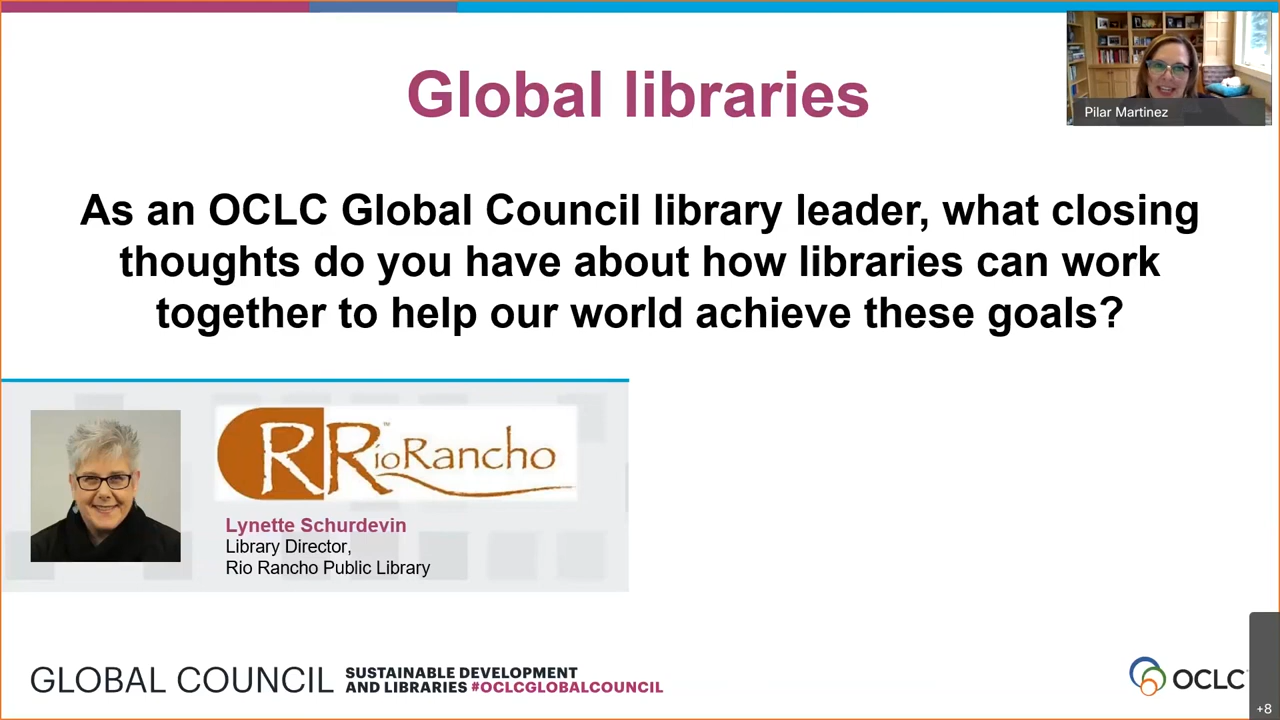 Global libraries
Pilar Martinez
As an OCLC Global Council library leader, what closing
thoughts do you have about how libraries can work
together to help our world achieve these goals?
RRioRancho™
Lynette Schurdevin
Library Director,
Rio Rancho Public Library
GLOBAL COUNCIL
SUSTAINABLE DEVELOPMENT
AND LIBRARIES #OCLCGLOBALCOUNCIL
OCLC
+8